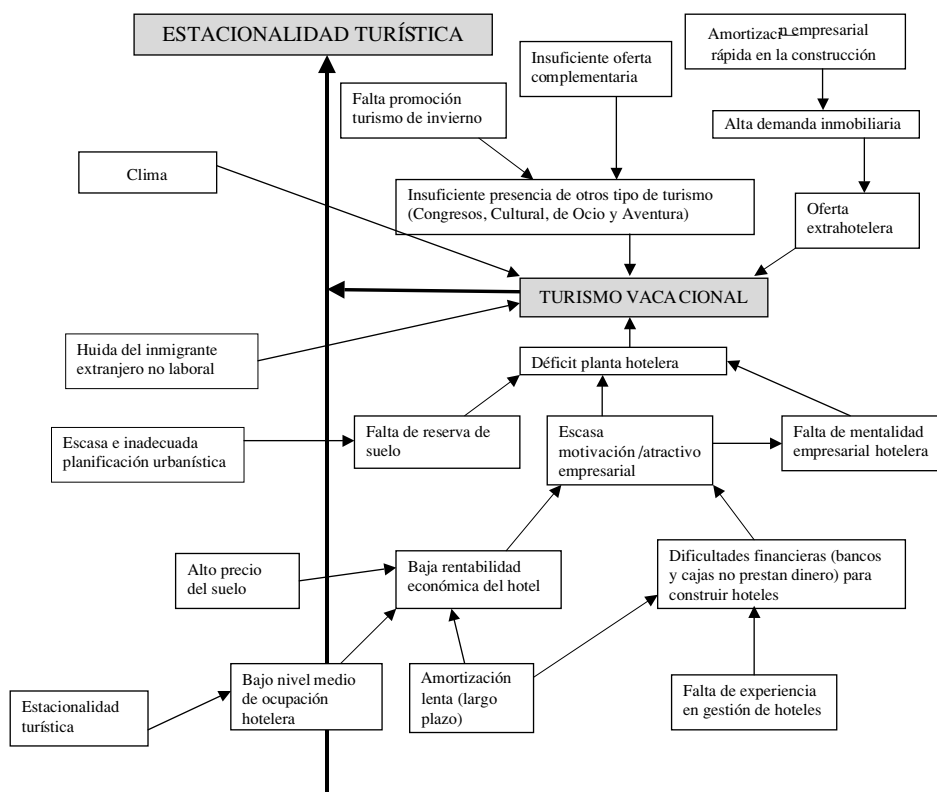 ESTACIONALIDAD TURÍSTICA
Insuficiente oferta
complementaria
Amortización empresarial
rápida en la construcción
Falta promoción
turismo de invierno
Alta demanda inmobiliaria
Clima
Insuficiente presencia de otros tipo de turismo
(Congresos, Cultural, de Ocio y Aventura)
Oferta
extrahotelera
TURISMO VACACIONAL
Huida del inmigrante
extranjero no laboral
Déficit planta hotelera
Escasa e inadecuada
planificación urbanística
Falta de reserva de
suelo
Escasa
motivación/atractivo
empresarial
Falta de mentalidad
empresarial hotelera
Alto precio
del suelo
Baja rentabilidad
económica del hotel
Dificultades financieras (bancos
y cajas no prestan dinero) para
construir hoteles
Estacionalidad
turística
Bajo nivel medio
de ocupación
hotelera
Amortización
lenta (largo
plazo)
Falta de experiencia
en gestión de hoteles